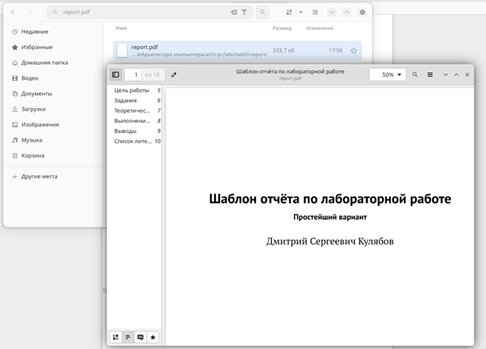 report.pdf
Имя
Размер
Изменено
Недавние
Избранные
Домашняя папка
Видео
Документы
Загрузки
Изображения
Музыка
Корзина
Другие места
report.pdf
... 4/Архитектура компьютера/arch-pc/labs/lab03/report/
333,7 кБ
17:56
1 из 10
Шаблон отчёта по лабораторной работе
report.pdf
50%
Цель работы 5
Задание 6
Теоретичес... 7
Выполнени... 8
Выводы 9
Список лите... 10
Шаблон отчёта по лабораторной работе
Простейший вариант
Дмитрий Сергеевич Кулябов